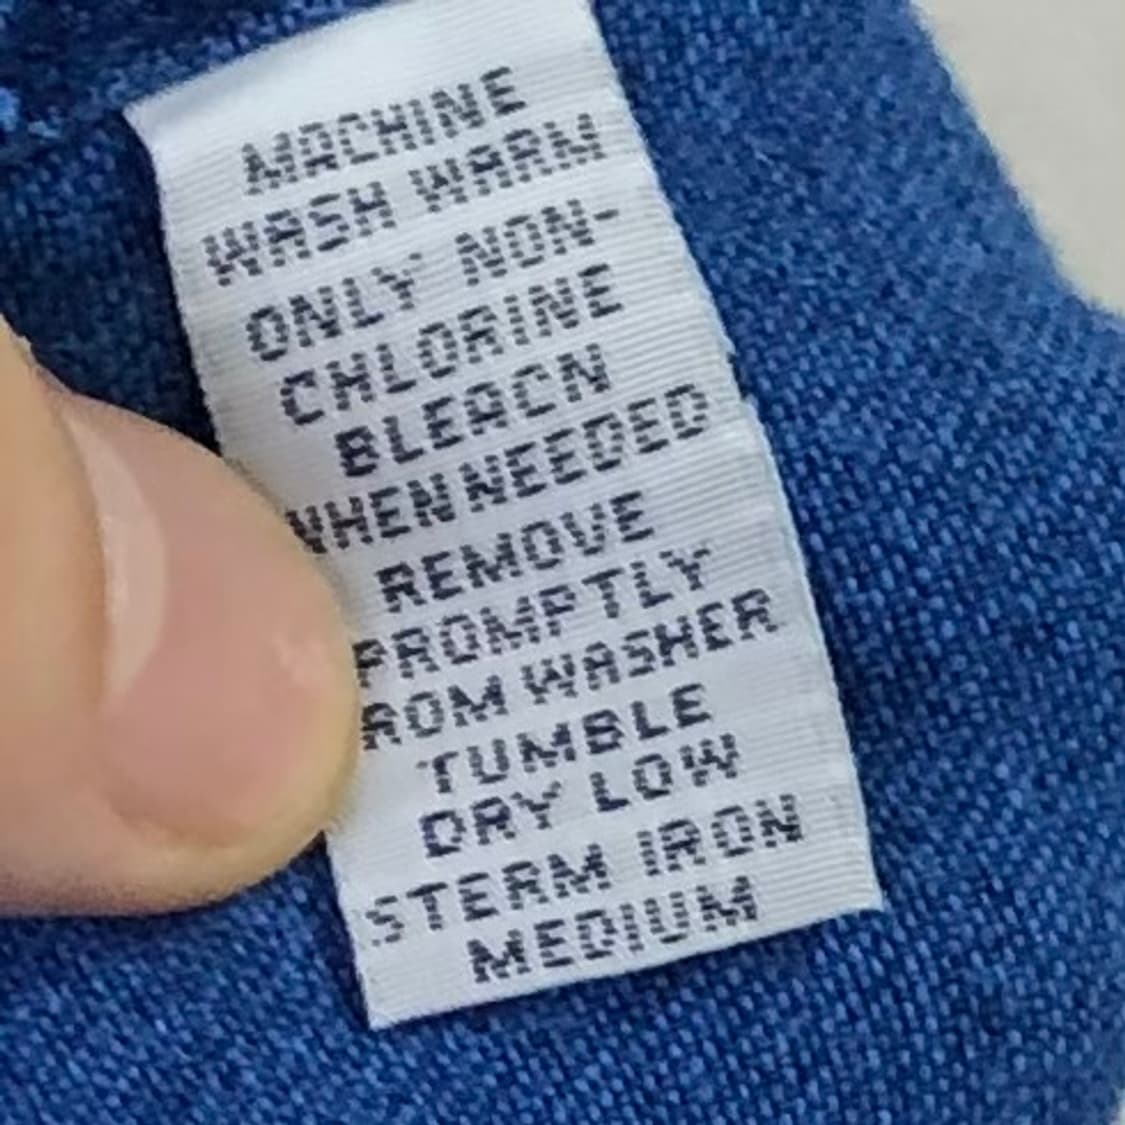 MACHINE
WASH WARM
ONLY NON-
CHLORINE
BLEACN
WHEN NEEDED
REMOVE
PROMPTLY
ROM WASHER
TUMBLE
DRY LOW
STERM IRON
MEDIUM